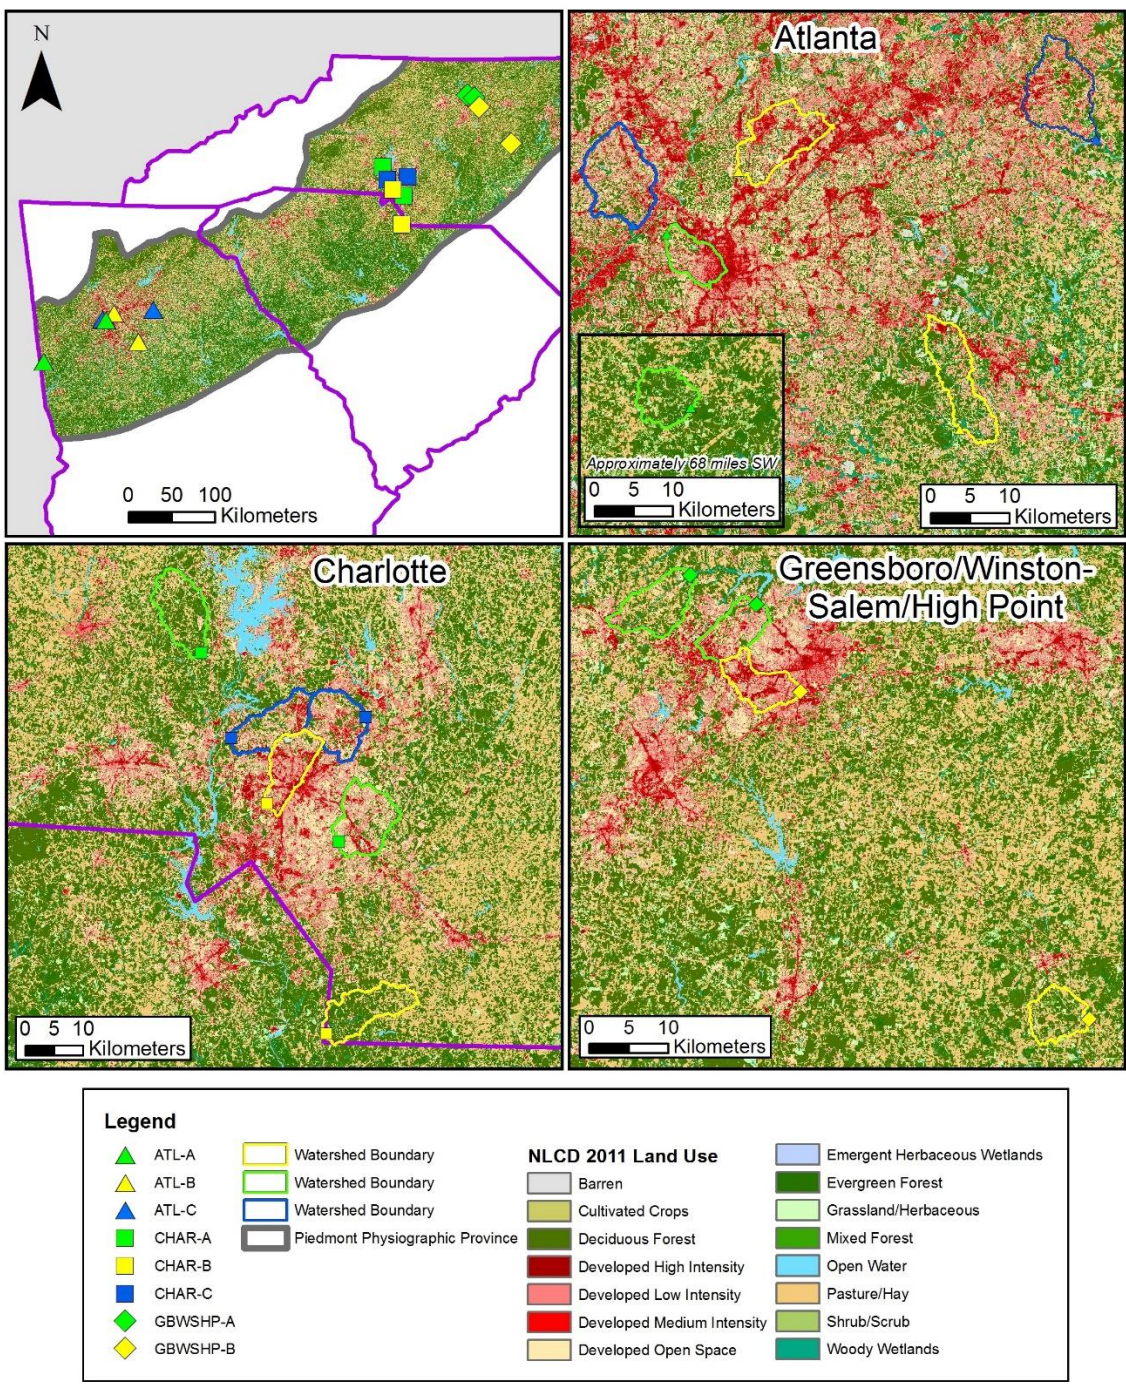 N
0 50 100
Kilometers
Atlanta
Approximately 68 miles SW
0 5 10
Kilometers
0 5 10
Kilometers
Charlotte
0 5 10
Kilometers
Greensboro/Winston-
Salem/High Point
0 5 10
Kilometers
Legend
ATL-A
ATL-B
ATL-C
CHAR-A
CHAR-B
CHAR-C
GBWSHP-A
GBWSHP-B
Watershed Boundary
Watershed Boundary
Watershed Boundary
Piedmont Physiographic Province
NLCD 2011 Land Use
Barren
Cultivated Crops
Deciduous Forest
Developed High Intensity
Developed Low Intensity
Developed Medium Intensity
Developed Open Space
Emergent Herbaceous Wetlands
Evergreen Forest
Grassland/Herbaceous
Mixed Forest
Open Water
Pasture/Hay
Shrub/Scrub
Woody Wetlands